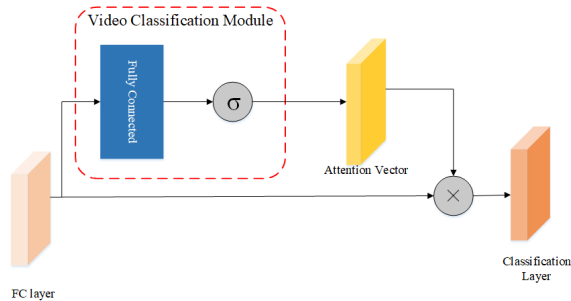 Video Classification Module
Fully Connected
σ
Attention Vector
×
FC layer
Classification
Layer